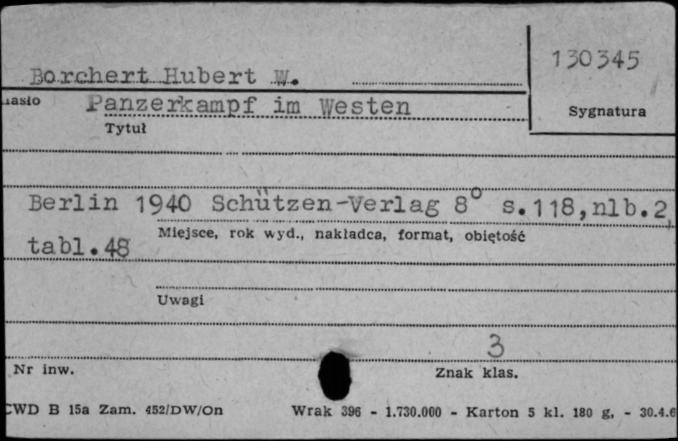 130345
Borchert Hubert W.
Panzerkampf im Westen
Sygnatura
Tytuł
Berlin 1940 Schützen-Verlag 8° s.118,nlb.2,
Miejsce, rok wyd., nakładca, format, objętość
tabl.48
Uwagi
3
Nr inw.
Znak klas.
CWD B 15a Zam. 452/DW/On
Wrak 396 - 1.730.000 - Karton 5 kl. 180 g, - 30.4.6